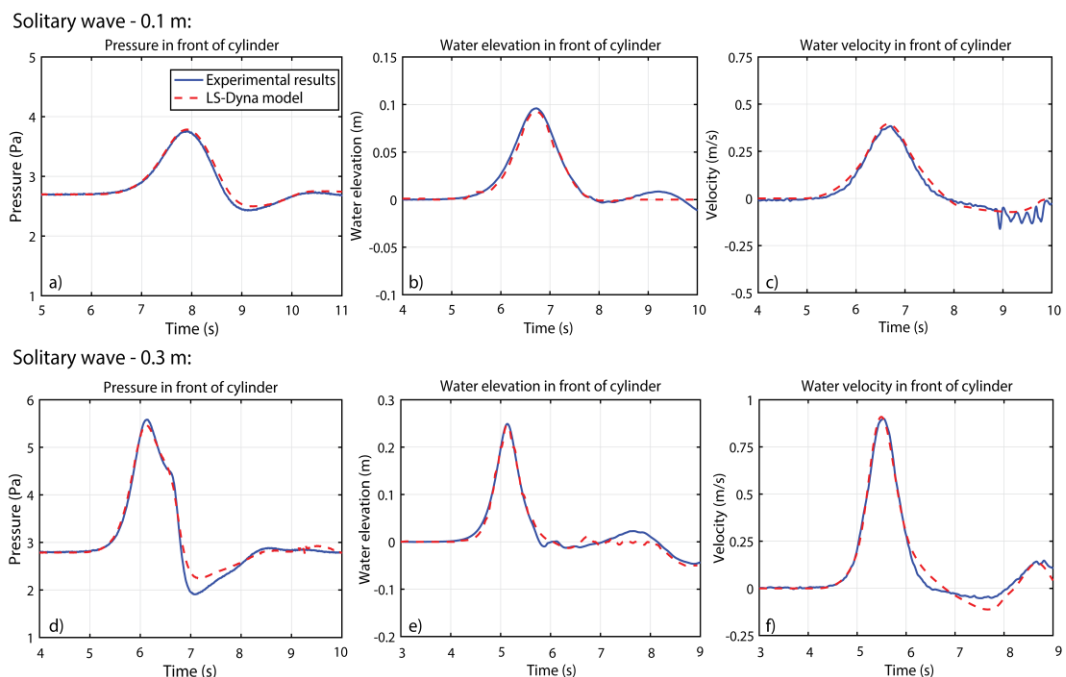 Solitary wave - 0.1 m:
Pressure in front of cylinder
Pressure (Pa)
5
4
3
2
1
Experimental results
LS-Dyna model
a)
5 6 7 8 9 10 11
Time (s)
Water elevation in front of cylinder
Water elevation (m)
0.1
0.05
0
-0.05
-0.1
b)
4 5 6 7 8 9 10
Time (s)
Water velocity in front of cylinder
Velocity (m/s)
0.75
0.5
0.25
0
-0.25
-0.5
c)
4 5 6 7 8 9 10
Time (s)
Solitary wave - 0.3 m:
Pressure in front of cylinder
Pressure (Pa)
6
5
4
3
2
1
d)
4 5 6 7 8 9 10
Time (s)
Water elevation in front of cylinder
Water elevation (m)
0.3
0.2
0.1
0
-0.1
-0.2
e)
3 4 5 6 7 8 9
Time (s)
Water velocity in front of cylinder
Velocity (m/s)
1
0.75
0.5
0.25
0
-0.25
f)
3 4 5 6 7 8 9
Time (s)